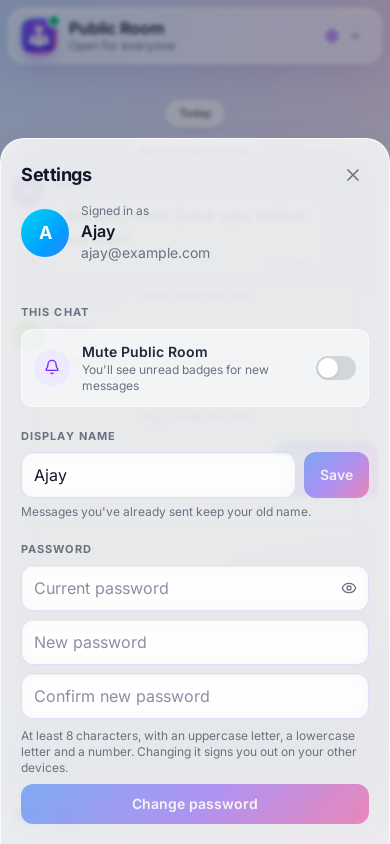 Public Room
Open for everyone
Today
Settings
Signed in as
A
Ajay
ajay@example.com
THIS CHAT
Mute Public Room
You'll see unread badges for new
messages
DISPLAY NAME
Ajay
Save
Messages you've already sent keep your old name.
PASSWORD
Current password
New password
Confirm new password
At least 8 characters, with an uppercase letter, a lowercase
letter and a number. Changing it signs you out on your other
devices.
Change password